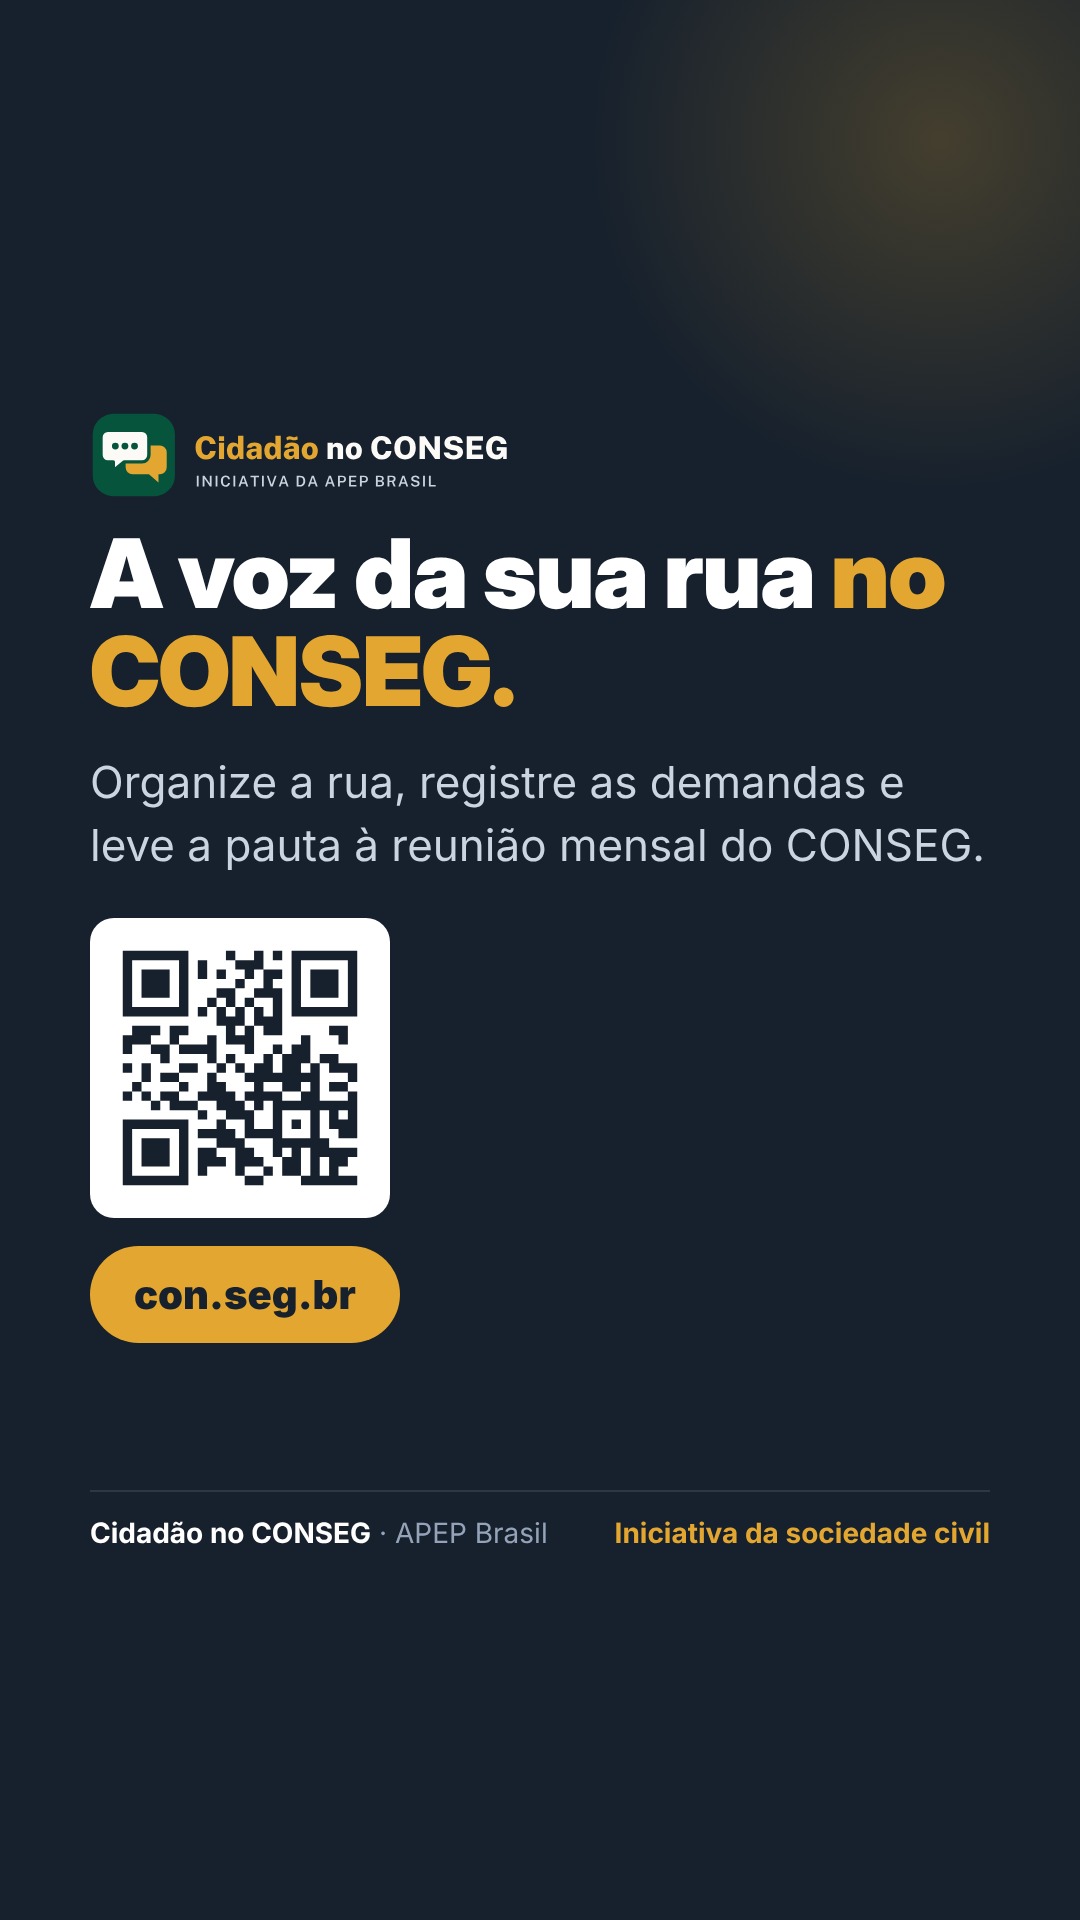 Cidadão no CONSEG
INICIATIVA DA APEP BRASIL
A voz da sua rua no
CONSEG.
Organize a rua, registre as demandas e
leve a pauta à reunião mensal do CONSEG.
con.seg.br
Cidadão no CONSEG · APEP Brasil
Iniciativa da sociedade civil